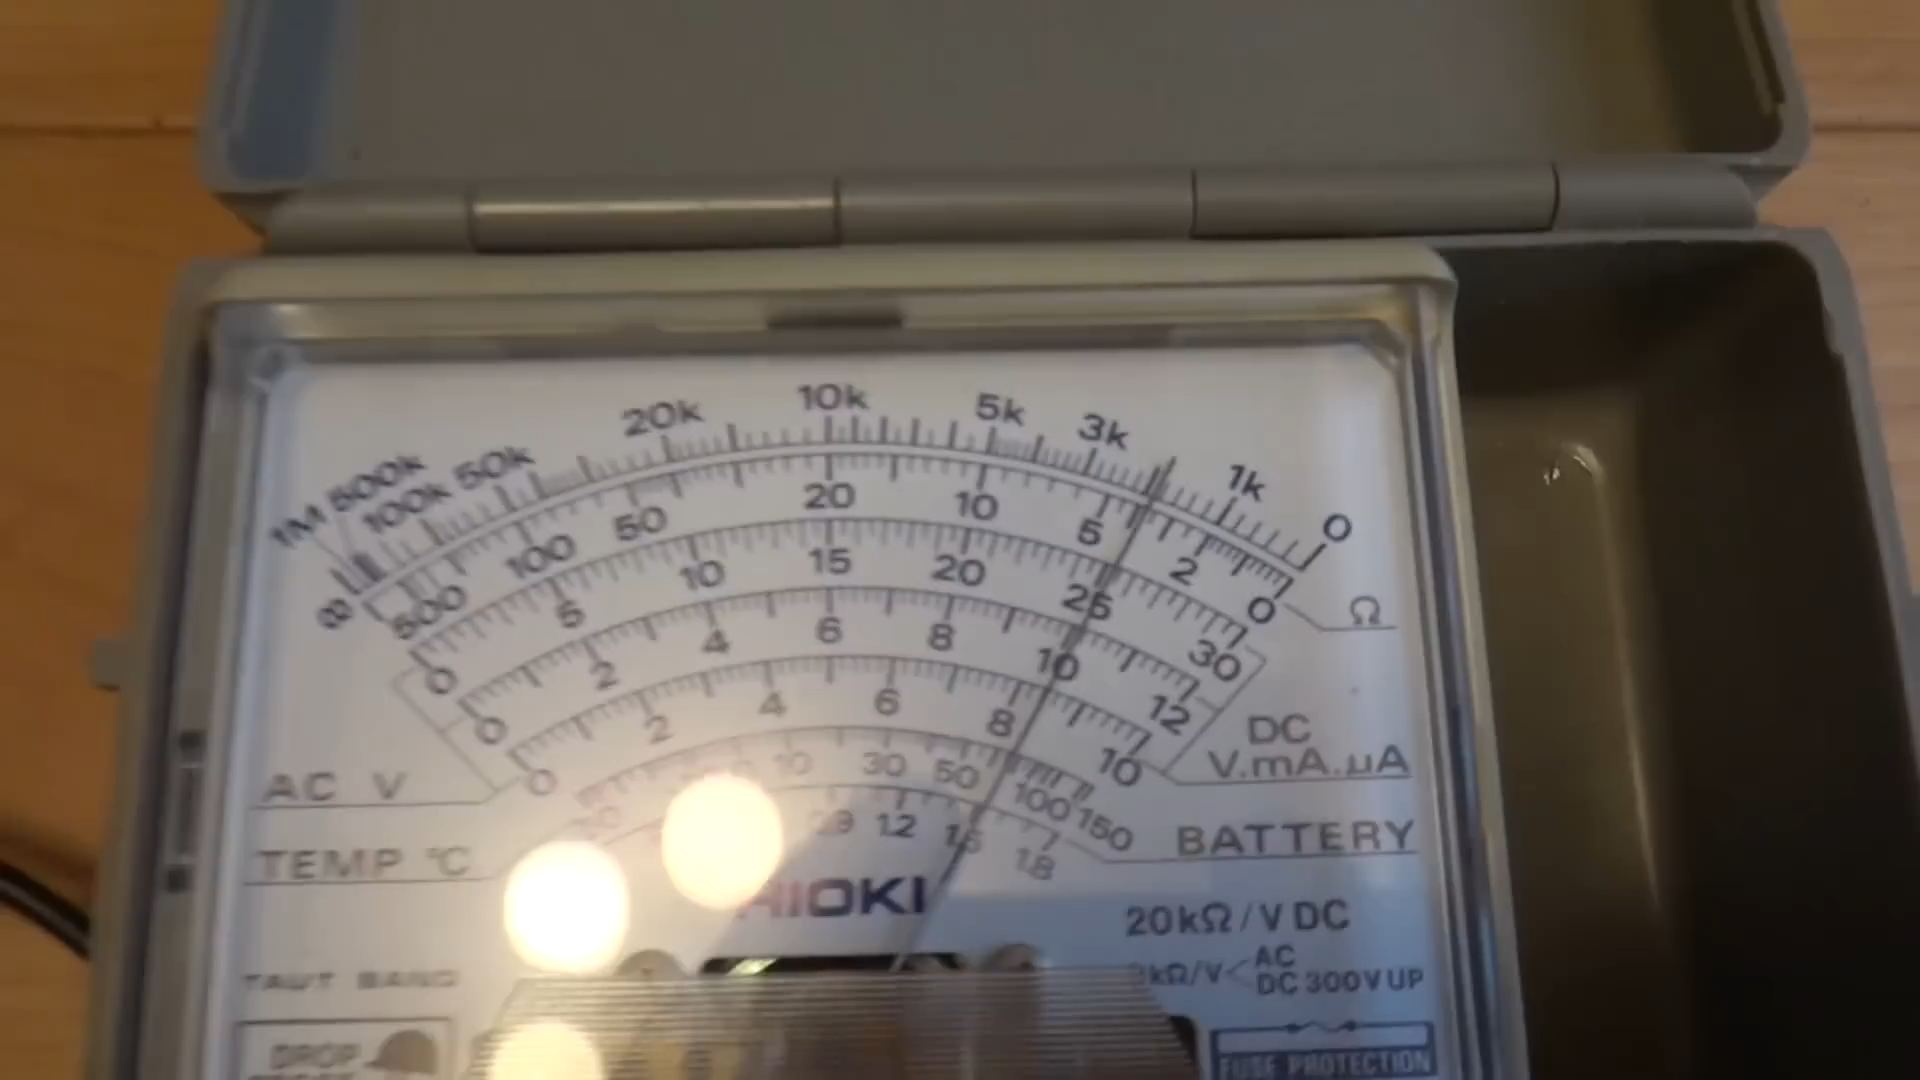 20k 10k 5k 3k 1k 0
1M 500k 100k 50k
∞ 500 100 50 20 10 5 2 0 Ω
0 5 10 15 20 25 30
0 2 4 6 8 10 12
0 2 4 6 8 10
AC V
DC
V.mA.µA
10 30 50 100 150
TEMP °C
1.2 1.5 1.8
BATTERY
HIOKI
20kΩ/V DC
kΩ/V< AC
DC 300V UP
TAUT BAND
DROP
FUSE PROTECTION